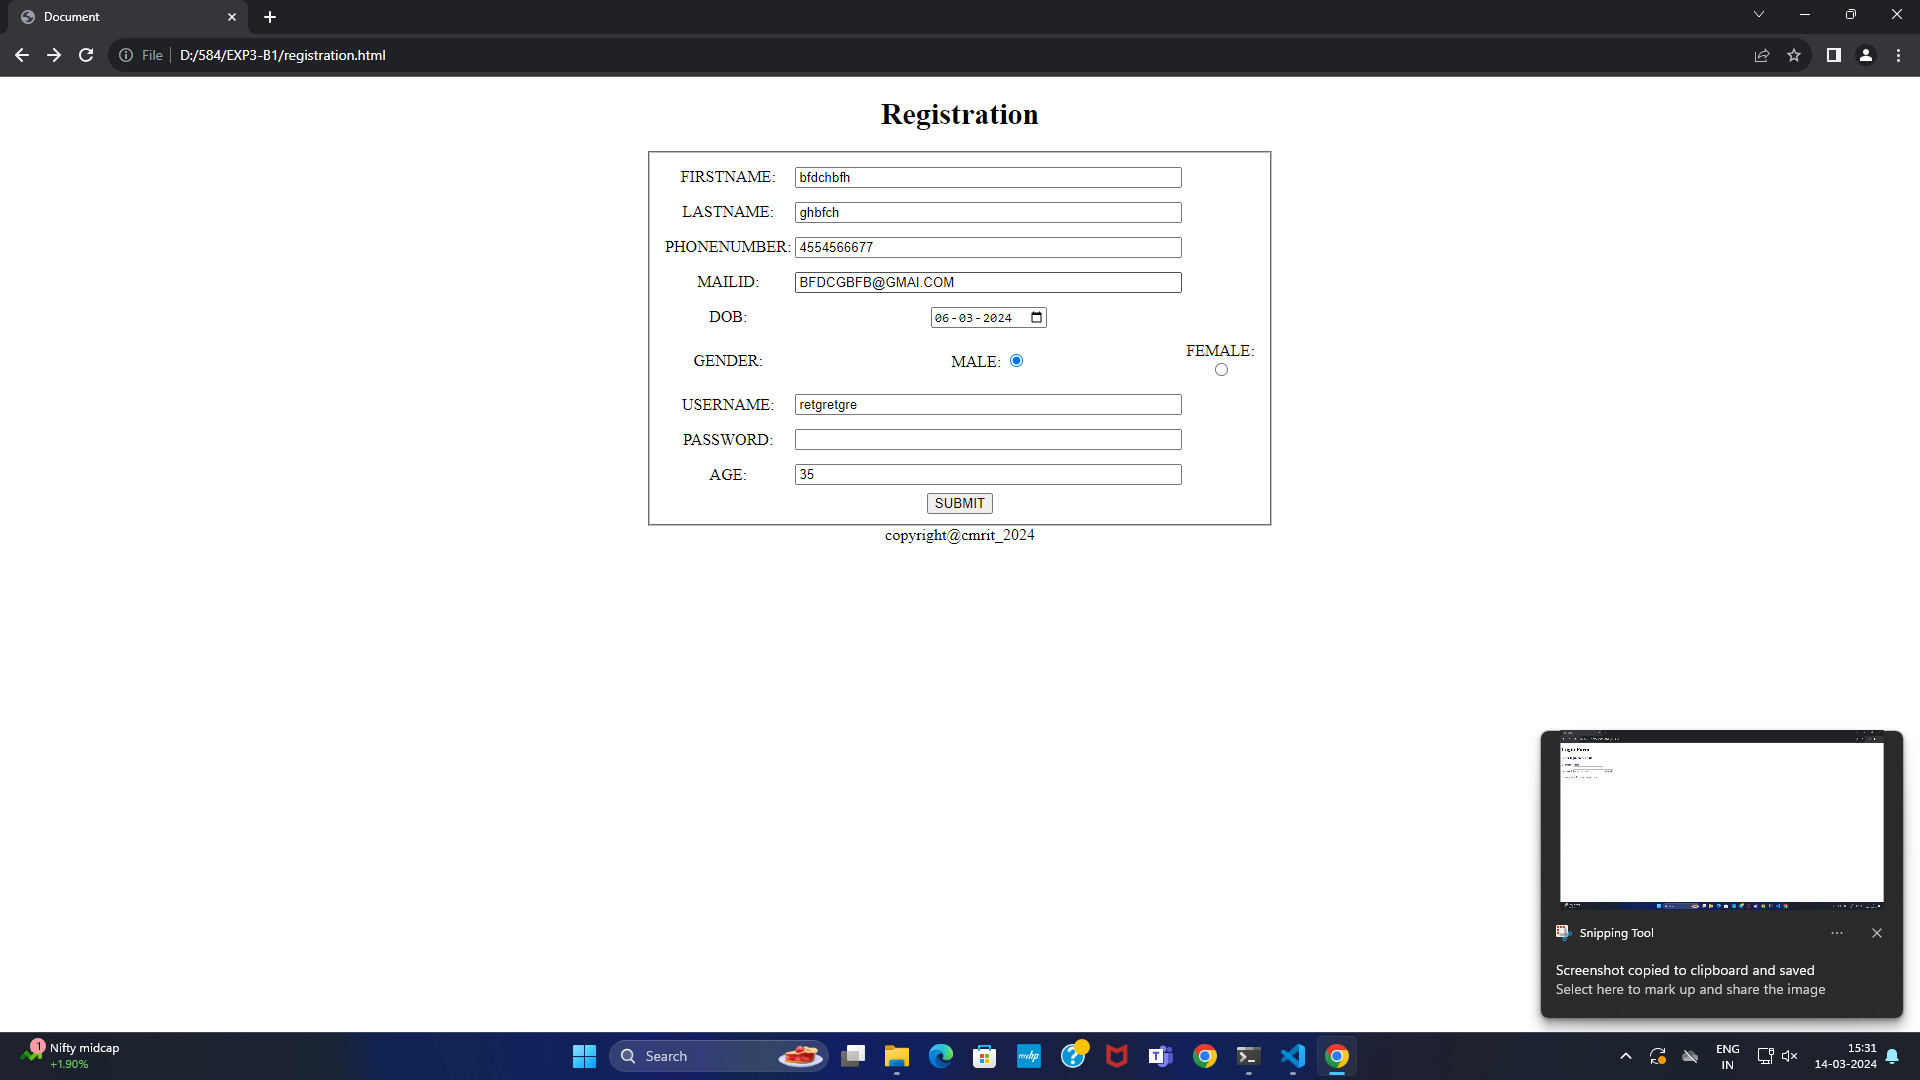 Document
File
D:/584/EXP3-B1/registration.html
Registration
FIRSTNAME: bfdchbfh
LASTNAME: ghbfch
PHONENUMBER: 4554566677
MAILID: BFDCGBFB@GMAI.COM
DOB: 06-03-2024
GENDER: MALE: FEMALE:
USERNAME: retgretgre
PASSWORD:
AGE: 35
SUBMIT
copyright@cmrit_2024
Login Form
Snipping Tool
Screenshot copied to clipboard and saved
Select here to mark up and share the image
1
Nifty midcap
+1.90%
Search
myhp
ENG
IN
15:31
14-03-2024